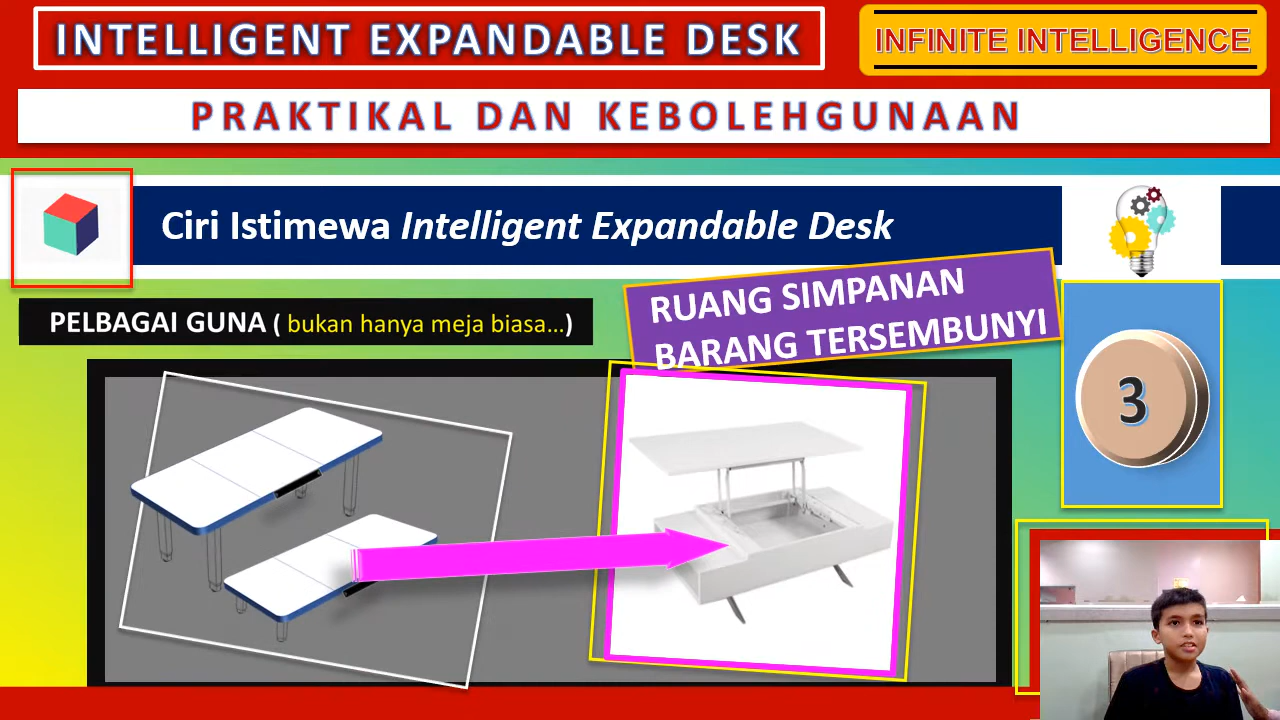 INTELLIGENT EXPANDABLE DESK
INFINITE INTELLIGENCE
PRAKTIKAL DAN KEBOLEHGUNAAN
Ciri Istimewa Intelligent Expandable Desk
PELBAGAI GUNA ( bukan hanya meja biasa...)
RUANG SIMPANAN
BARANG TERSEMBUNYI
3